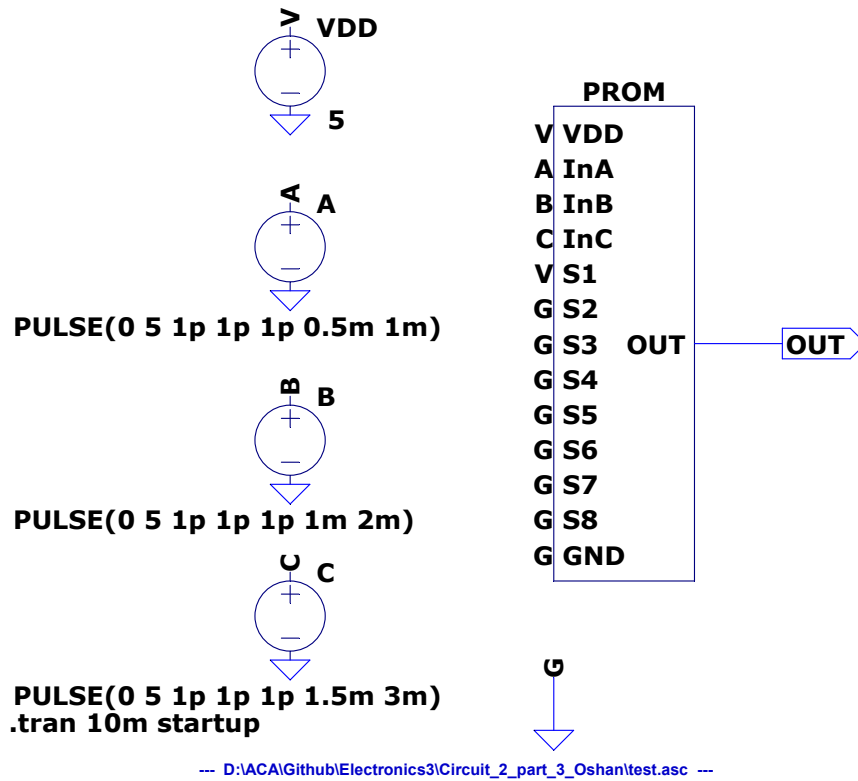 V
VDD
5
A
A
PULSE(0 5 1p 1p 1p 0.5m 1m)
B
B
PULSE(0 5 1p 1p 1p 1m 2m)
C
C
PULSE(0 5 1p 1p 1p 1.5m 3m)
.tran 10m startup
PROM
V VDD
A InA
B InB
C InC
V S1
G S2
G S3 OUT OUT
G S4
G S5
G S6
G S7
G S8
G GND
G
--- D:\ACA\Github\Electronics3\Circuit_2_part_3_Oshan\test.asc ---